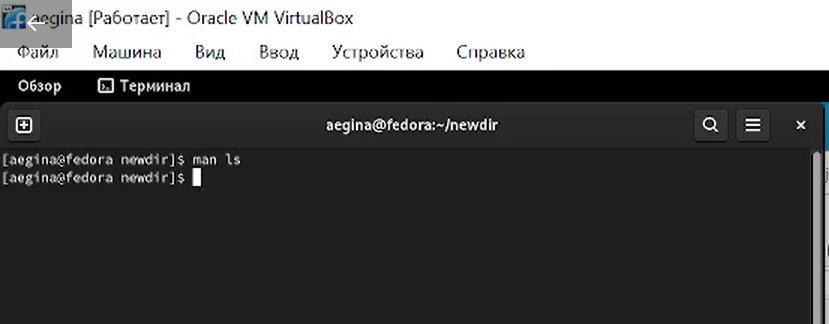 aegina [Работает] - Oracle VM VirtualBox
Файл Машина Вид Ввод Устройства Справка
Обзор Терминал
aegina@fedora:~/newdir
[aegina@fedora newdir]$ man ls
[aegina@fedora newdir]$